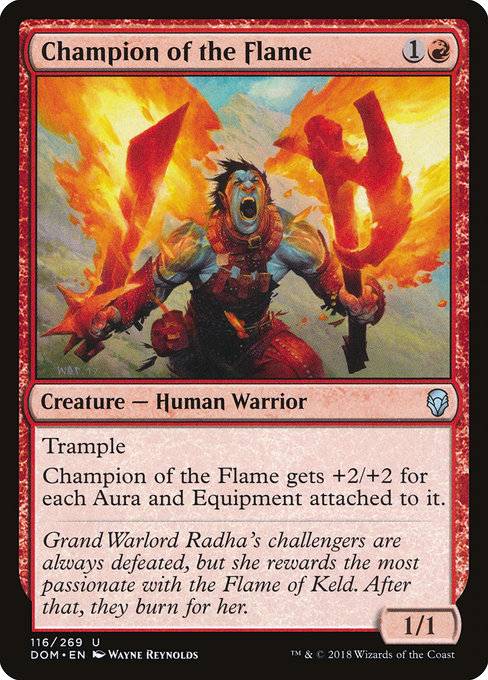 Champion of the Flame 1
WAR 17
Creature — Human Warrior
Trample
Champion of the Flame gets +2/+2 for
each Aura and Equipment attached to it.
Grand Warlord Radha's challengers are
always defeated, but she rewards the most
passionate with the Flame of Keld. After
that, they burn for her.
1/1
116/269 U
DOM • EN Wayne Reynolds
™ & © 2018 Wizards of the Coast